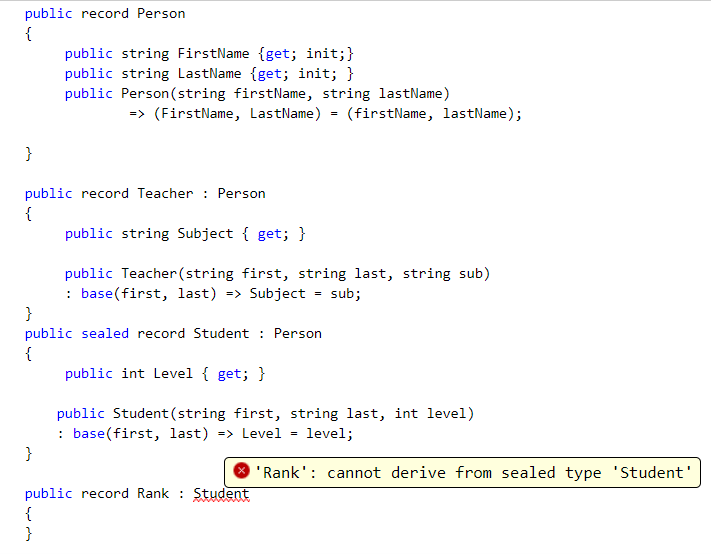 public record Person
{
public string FirstName {get; init;}
public string LastName {get; init; }
public Person(string firstName, string lastName)
=> (FirstName, LastName) = (firstName, lastName);
}
public record Teacher : Person
{
public string Subject { get; }
public Teacher(string first, string last, string sub)
: base(first, last) => Subject = sub;
}
public sealed record Student : Person
{
public int Level { get; }
public Student(string first, string last, int level)
: base(first, last) => Level = level;
}
'Rank': cannot derive from sealed type 'Student'
public record Rank : Student
{
}